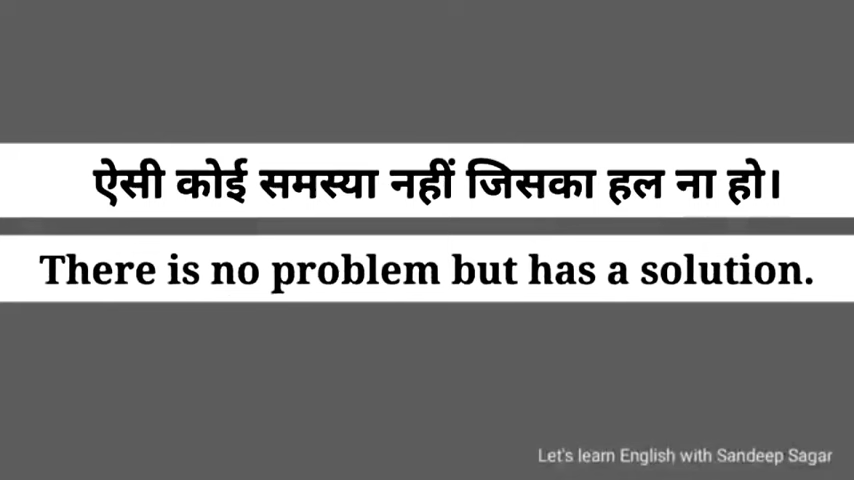 ऐसी कोई समस्या नहीं जिसका हल ना हो।
There is no problem but has a solution.
Let's learn English with Sandeep Sagar